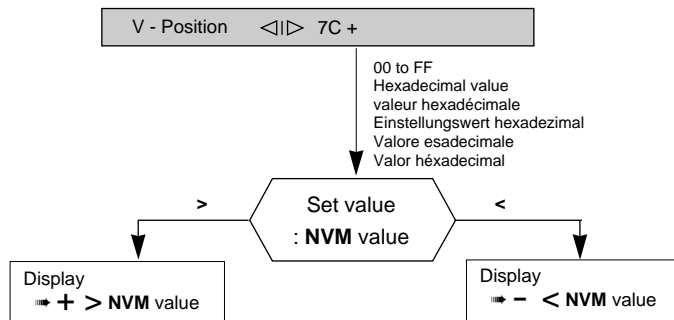 V - Position ◁|▷ 7C +
00 to FF
Hexadecimal value
valeur hexadécimale
Einstellungswert hexadezimal
Valore esadecimale
Valor héxadecimal
> Set value <
: NVM value
Display
➠ + > NVM value
Display
➠ - < NVM value